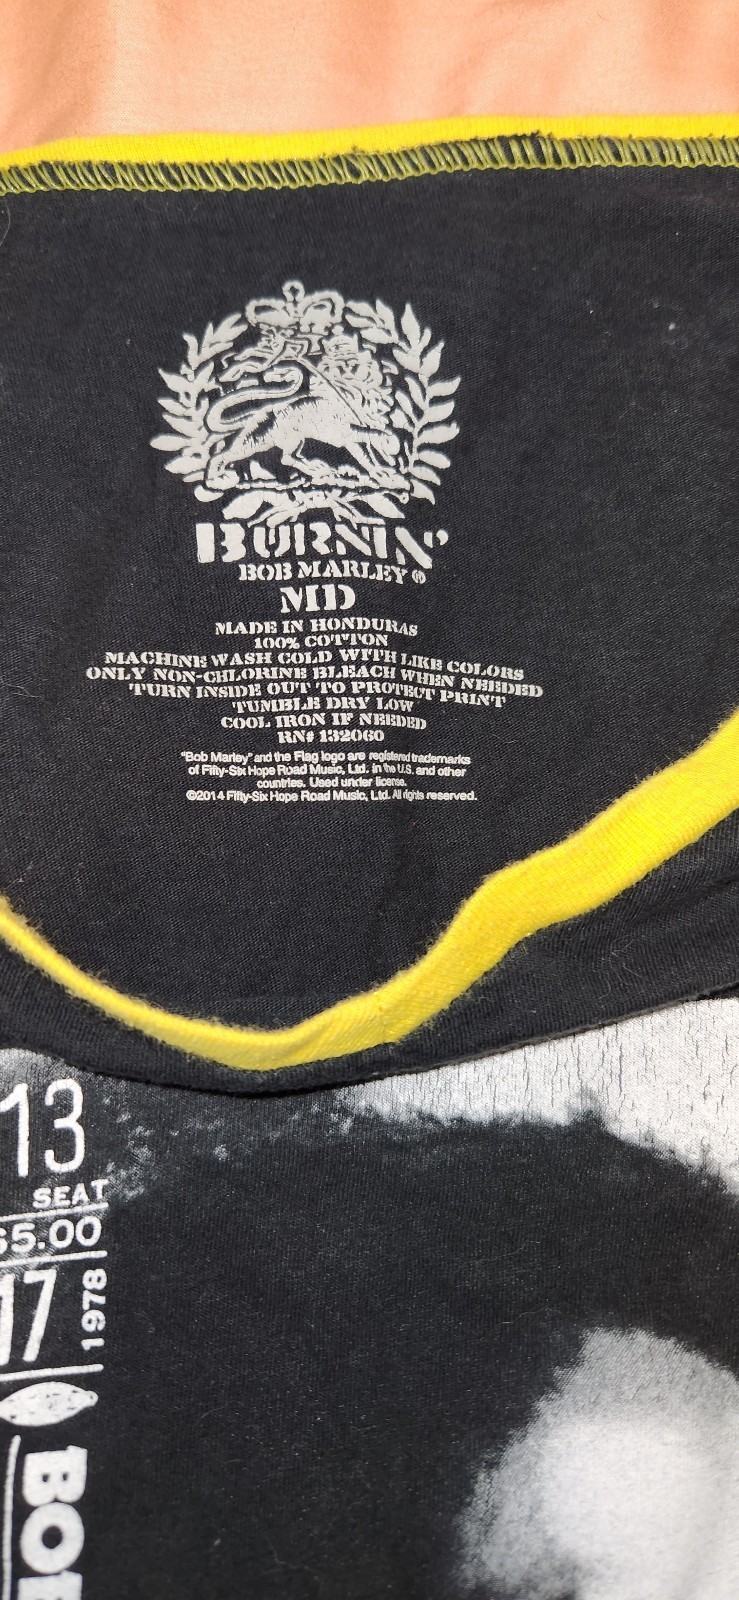 BURNIN'
BOB MARLEY®
MD
MADE IN HONDURAS
100% COTTON
MACHINE WASH COLD WITH LIKE COLORS
ONLY NON-CHLORINE BLEACH WHEN NEEDED
TURN INSIDE OUT TO PROTECT PRINT
TUMBLE DRY LOW
COOL IRON IF NEEDED
RN# 132060
"Bob Marley" and the Flag logo are registered trademarks
of Fifty-Six Hope Road Music, Ltd. in the U.S. and other
countries. Used under license.
©2014 Fifty-Six Hope Road Music, Ltd. All rights reserved.
13
SEAT
$5.00
17
1978
BOB